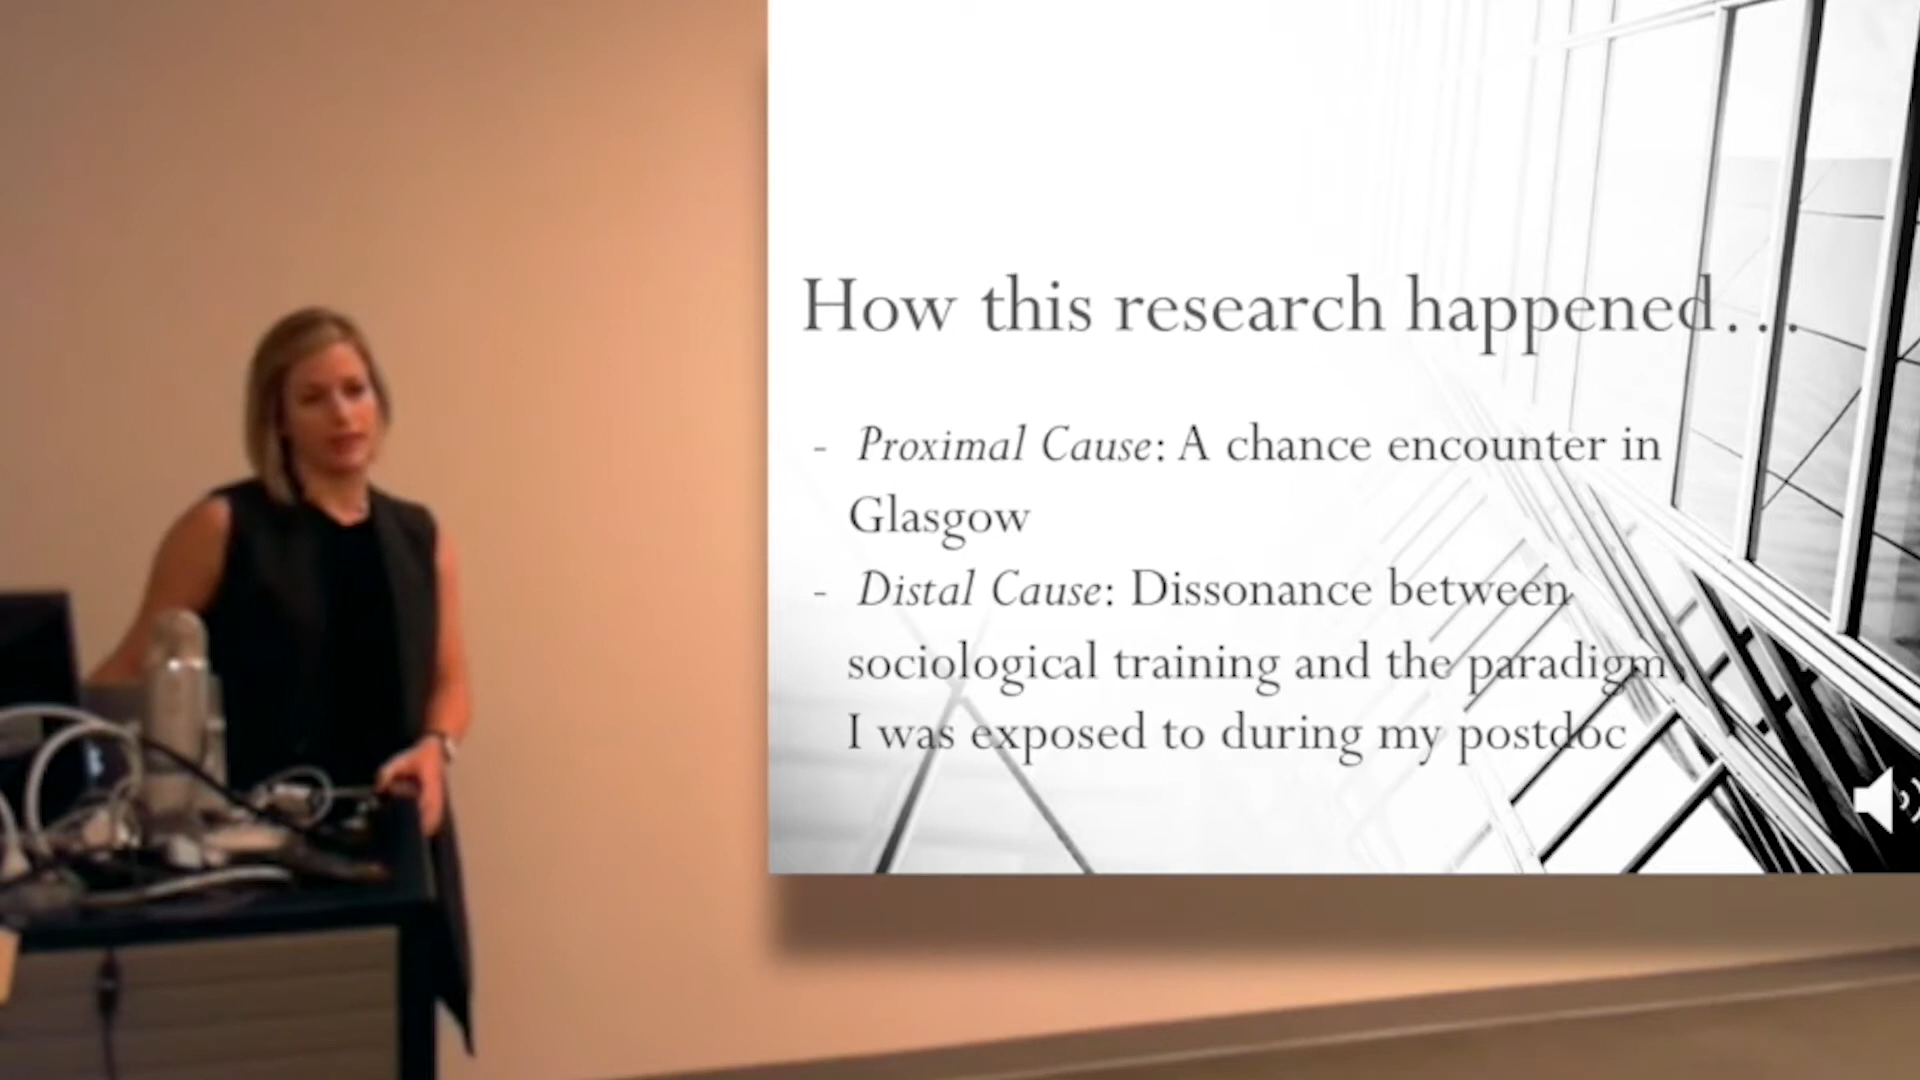 How this research happened...
- Proximal Cause: A chance encounter in
Glasgow
- Distal Cause: Dissonance between
sociological training and the paradigm
I was exposed to during my postdoc